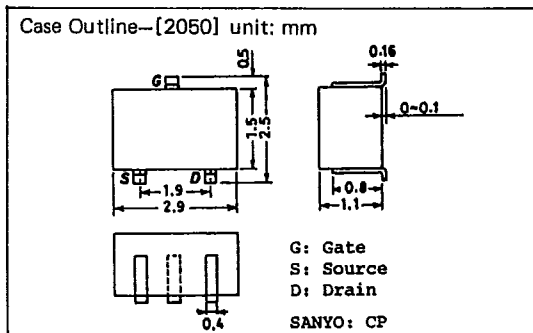 Case Outline—[2050] unit: mm
0.16
0.5
G
0~0.1
1.5
2.5
S
D
1.9
2.9
0.8
1.1
0.4
G: Gate
S: Source
D: Drain
SANYO: CP